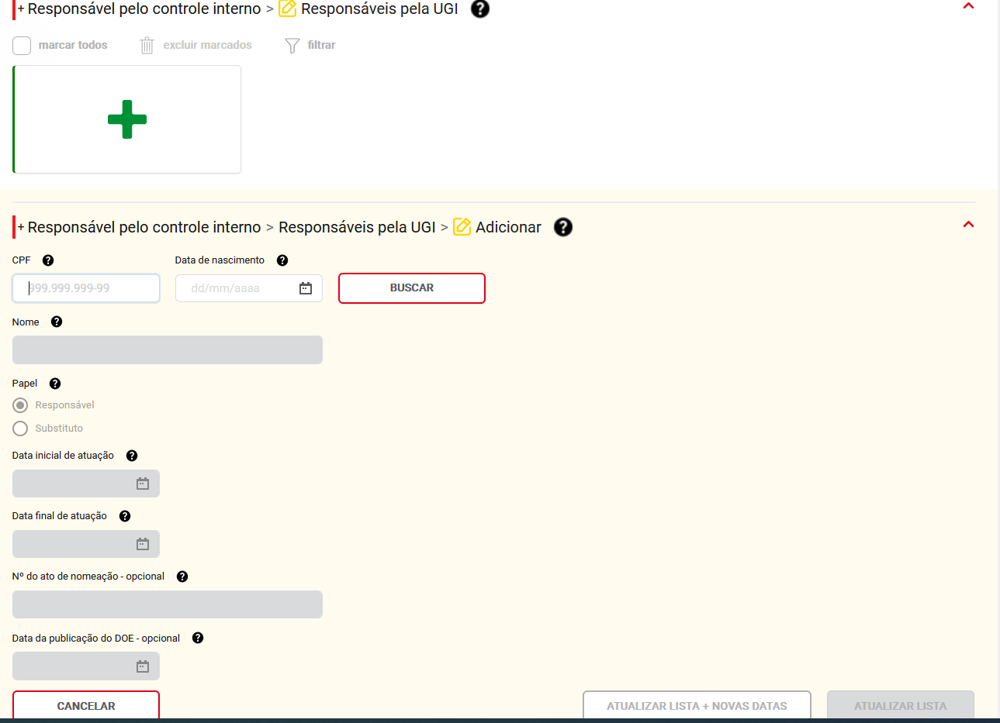 + Responsável pelo controle interno > Responsáveis pela UGI ?
marcar todos excluir marcados filtrar
+ Responsável pelo controle interno > Responsáveis pela UGI > Adicionar ?
CPF ? Data de nascimento ?
999.999.999-99 dd/mm/aaaa BUSCAR
Nome ?
Papel ?
Responsável
Substituto
Data inicial de atuação ?
Data final de atuação ?
Nº do ato de nomeação - opcional ?
Data da publicação do DOE - opcional ?
CANCELAR ATUALIZAR LISTA + NOVAS DATAS ATUALIZAR LISTA